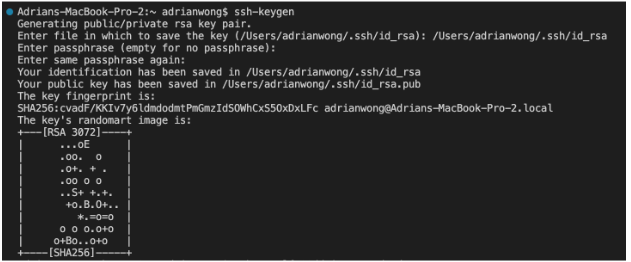 Adrians-MacBook-Pro-2:~ adrianwong$ ssh-keygen
Generating public/private rsa key pair.
Enter file in which to save the key (/Users/adrianwong/.ssh/id_rsa): /Users/adrianwong/.ssh/id_rsa
Enter passphrase (empty for no passphrase):
Enter same passphrase again:
Your identification has been saved in /Users/adrianwong/.ssh/id_rsa
Your public key has been saved in /Users/adrianwong/.ssh/id_rsa.pub
The key fingerprint is:
SHA256:cvadF/KKIv7y6ldmdodmtPmGmzIdSOWhCxS5OxDxLFc adrianwong@Adrians-MacBook-Pro-2.local
The key's randomart image is:
+---[RSA 3072]----+
|      ...oE      |
|      .oo.  o    |
|      .o+. + .   |
|      .oo o o    |
|      ..S+ +.+.  |
|       +o.B.O+.. |
|         *.=o=o  |
|      o o o.o+o  |
|     o+Bo..o+o   |
+----[SHA256]-----+